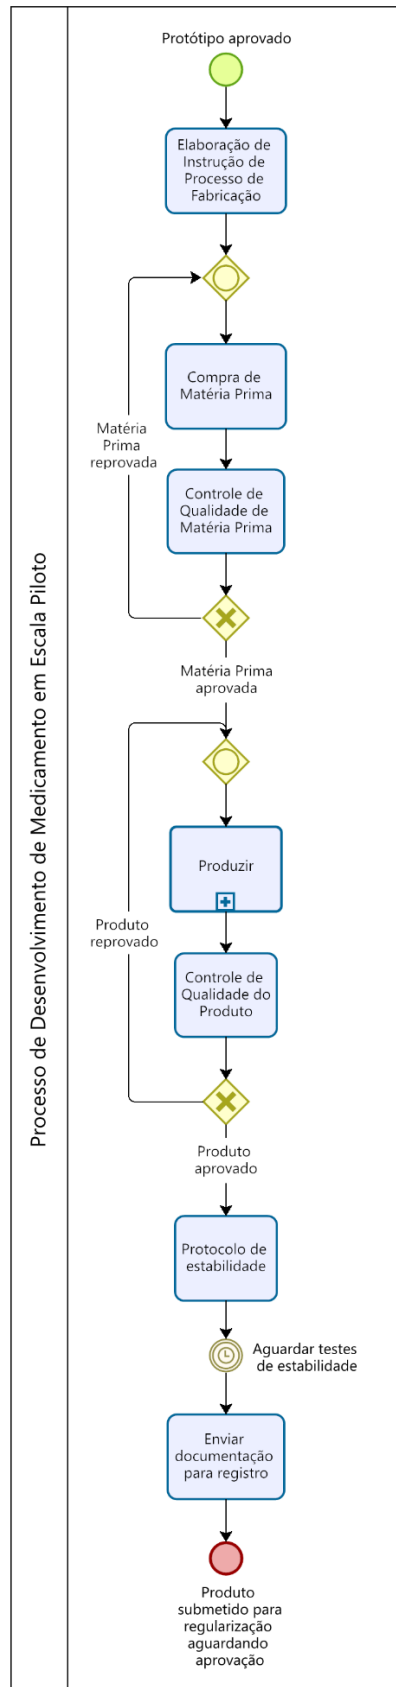 Processo de Desenvolvimento de Medicamento em Escala Piloto
Protótipo aprovado
Elaboração de
Instrução de
Processo de
Fabricação
Compra de
Matéria Prima
Matéria
Prima
reprovada
Controle de
Qualidade de
Matéria Prima
Matéria Prima
aprovada
Produzir
Produto
reprovado
Controle de
Qualidade do
Produto
Produto
aprovado
Protocolo de
estabilidade
Aguardar testes
de estabilidade
Enviar
documentação
para registro
Produto
submetido para
regularização
aguardando
aprovação